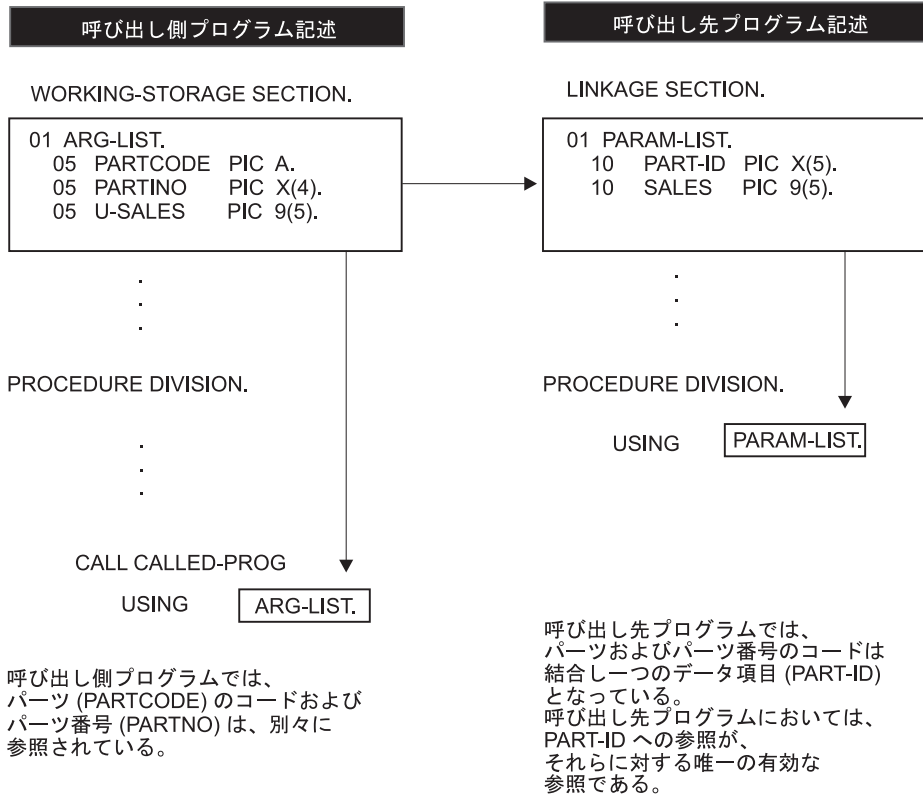 呼び出し側プログラム記述
WORKING-STORAGE SECTION.
01 ARG-LIST.
05 PARTCODE PIC A.
05 PARTINO PIC X(4).
05 U-SALES PIC 9(5).
.
.
.
PROCEDURE DIVISION.
.
.
.
CALL CALLED-PROG
USING ARG-LIST.
呼び出し側プログラムでは、
パーツ (PARTCODE) のコードおよび
パーツ番号 (PARTNO) は、別々に
参照されている。
呼び出し先プログラム記述
LINKAGE SECTION.
01 PARAM-LIST.
10 PART-ID PIC X(5).
10 SALES PIC 9(5).
.
.
.
PROCEDURE DIVISION.
USING PARAM-LIST.
呼び出し先プログラムでは、
パーツおよびパーツ番号のコードは
結合し一つのデータ項目 (PART-ID)
となっている。
呼び出し先プログラムにおいては、
PART-ID への参照が、
それらに対する唯一の有効な
参照である。